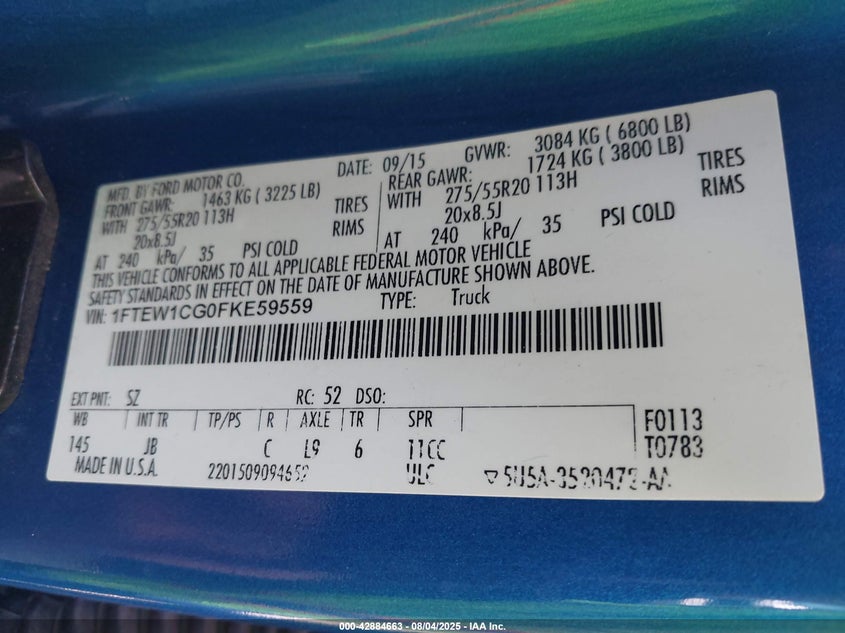 MFD. BY FORD MOTOR CO. DATE: 09/15 GVWR: 3084 KG ( 6800 LB)
FRONT GAWR: 1463 KG ( 3225 LB) REAR GAWR: 1724 KG ( 3800 LB)
WITH 275/55R20 113H TIRES WITH 275/55R20 113H TIRES
20x8.5J RIMS 20x8.5J RIMS
AT 240 kPa/ 35 PSI COLD AT 240 kPa/ 35 PSI COLD
THIS VEHICLE CONFORMS TO ALL APPLICABLE FEDERAL MOTOR VEHICLE
SAFETY STANDARDS IN EFFECT ON THE DATE OF MANUFACTURE SHOWN ABOVE.
VIN: 1FTEW1CG0FKE59559 TYPE: Truck
EXT PNT: SZ RC: 52 DSO:
WB INT TR TP/PS R AXLE TR SPR F0113
145 JB C L9 6 11CC T0783
MADE IN U.S.A. 2201509094652 ULC
000-42884663 - 08/04/2025 - IAA Inc.